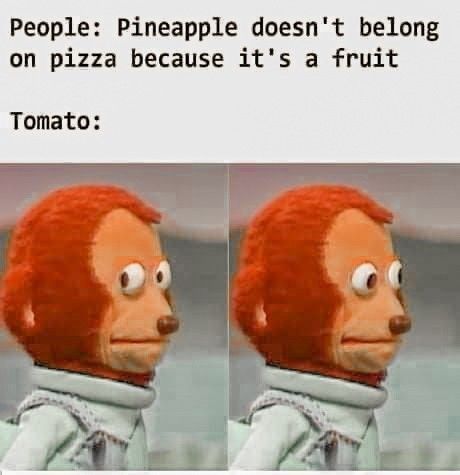 People: Pineapple doesn't belong
on pizza because it's a fruit
Tomato: